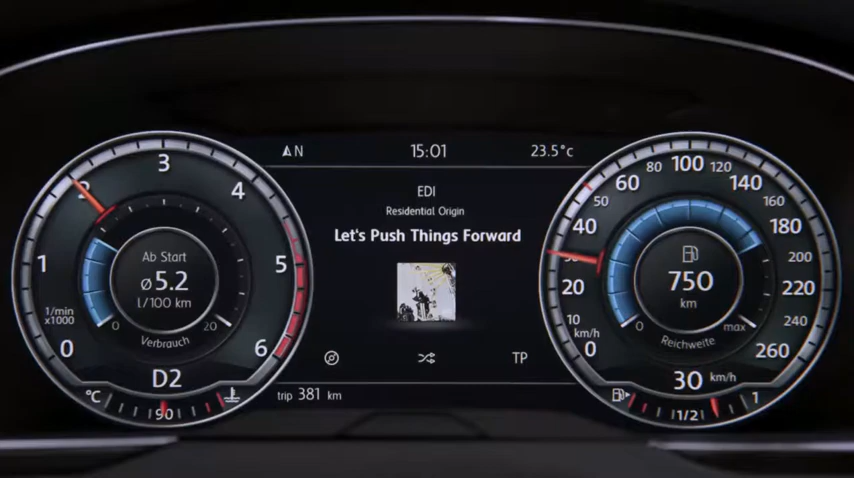 N 15:01 23.5°c
EDI
Residential Origin
Let's Push Things Forward
TP
trip 381 km
0 1 2 3 4 5 6
1/min
x1000
Ab Start
ø5.2
l/100 km
0 20
Verbrauch
D2
°C 90
0 10 20 30 40 50 60 80 100 120 140 160 180 200 220 240 260
km/h
750
km
0 max
Reichweite
30 km/h
1/2 1